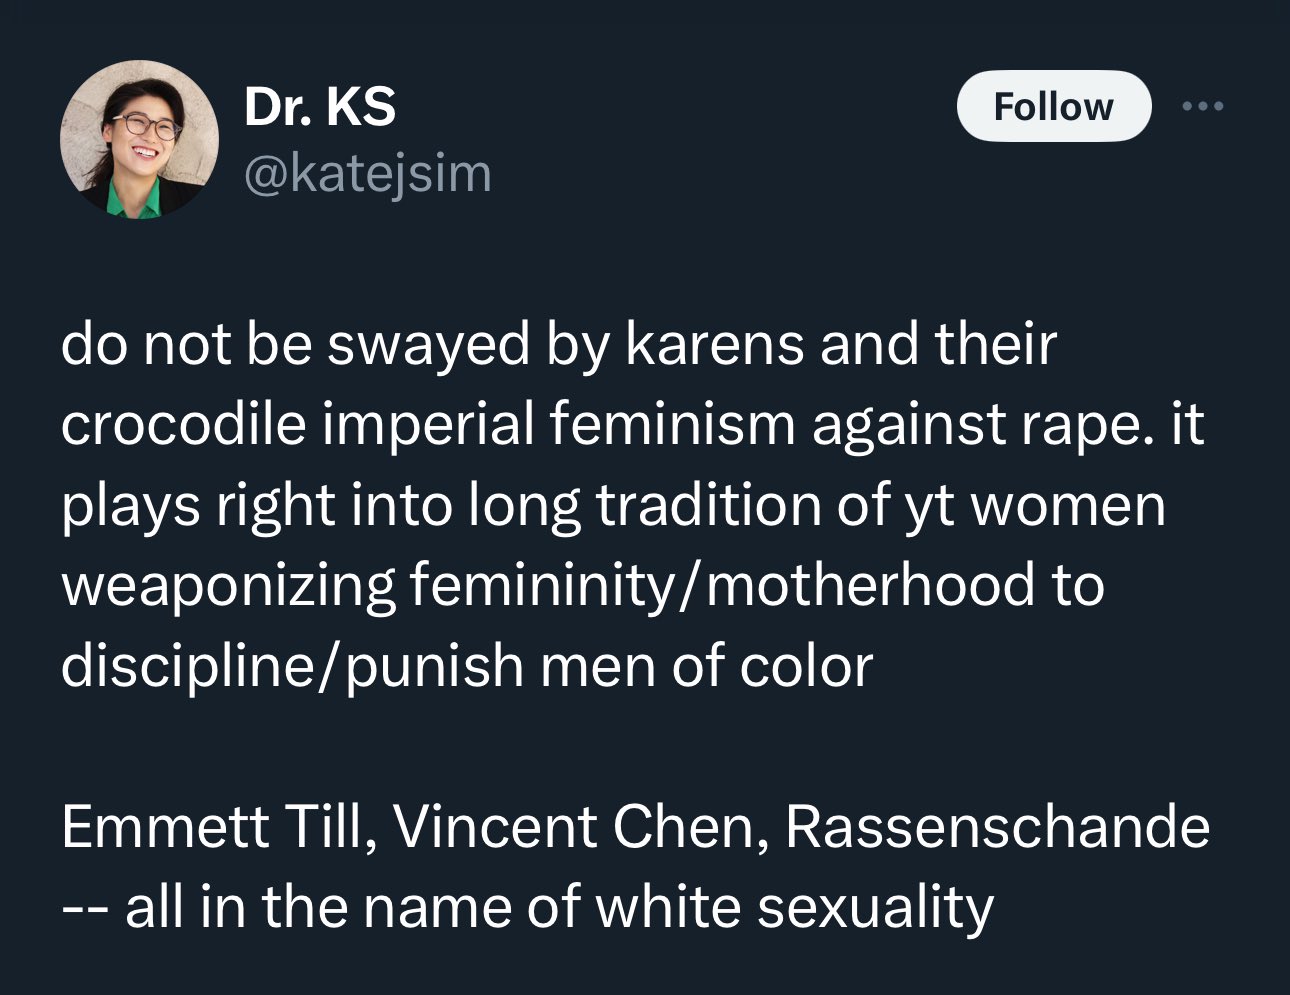 Dr. KS
@katejsim
Follow
do not be swayed by karens and their
crocodile imperial feminism against rape. it
plays right into long tradition of yt women
weaponizing femininity/motherhood to
discipline/punish men of color
Emmett Till, Vincent Chen, Rassenschande
-- all in the name of white sexuality